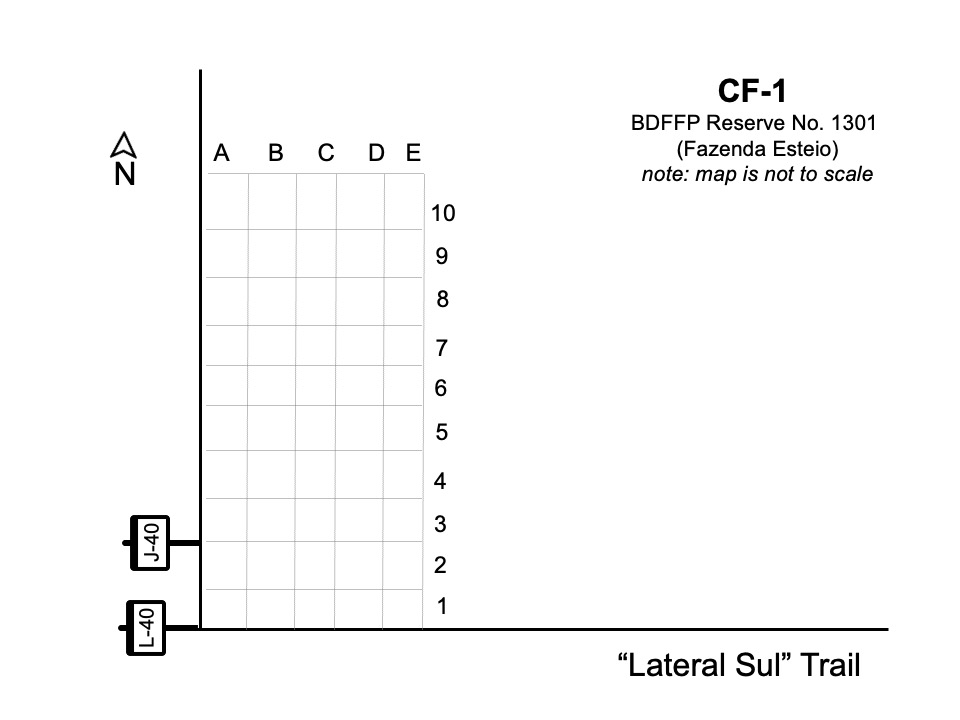 CF-1
BDFFP Reserve No. 1301
(Fazenda Esteio)
note: map is not to scale
N
A B C D E
10
9
8
7
6
5
4
3
2
1
J-40
L-40
“Lateral Sul” Trail